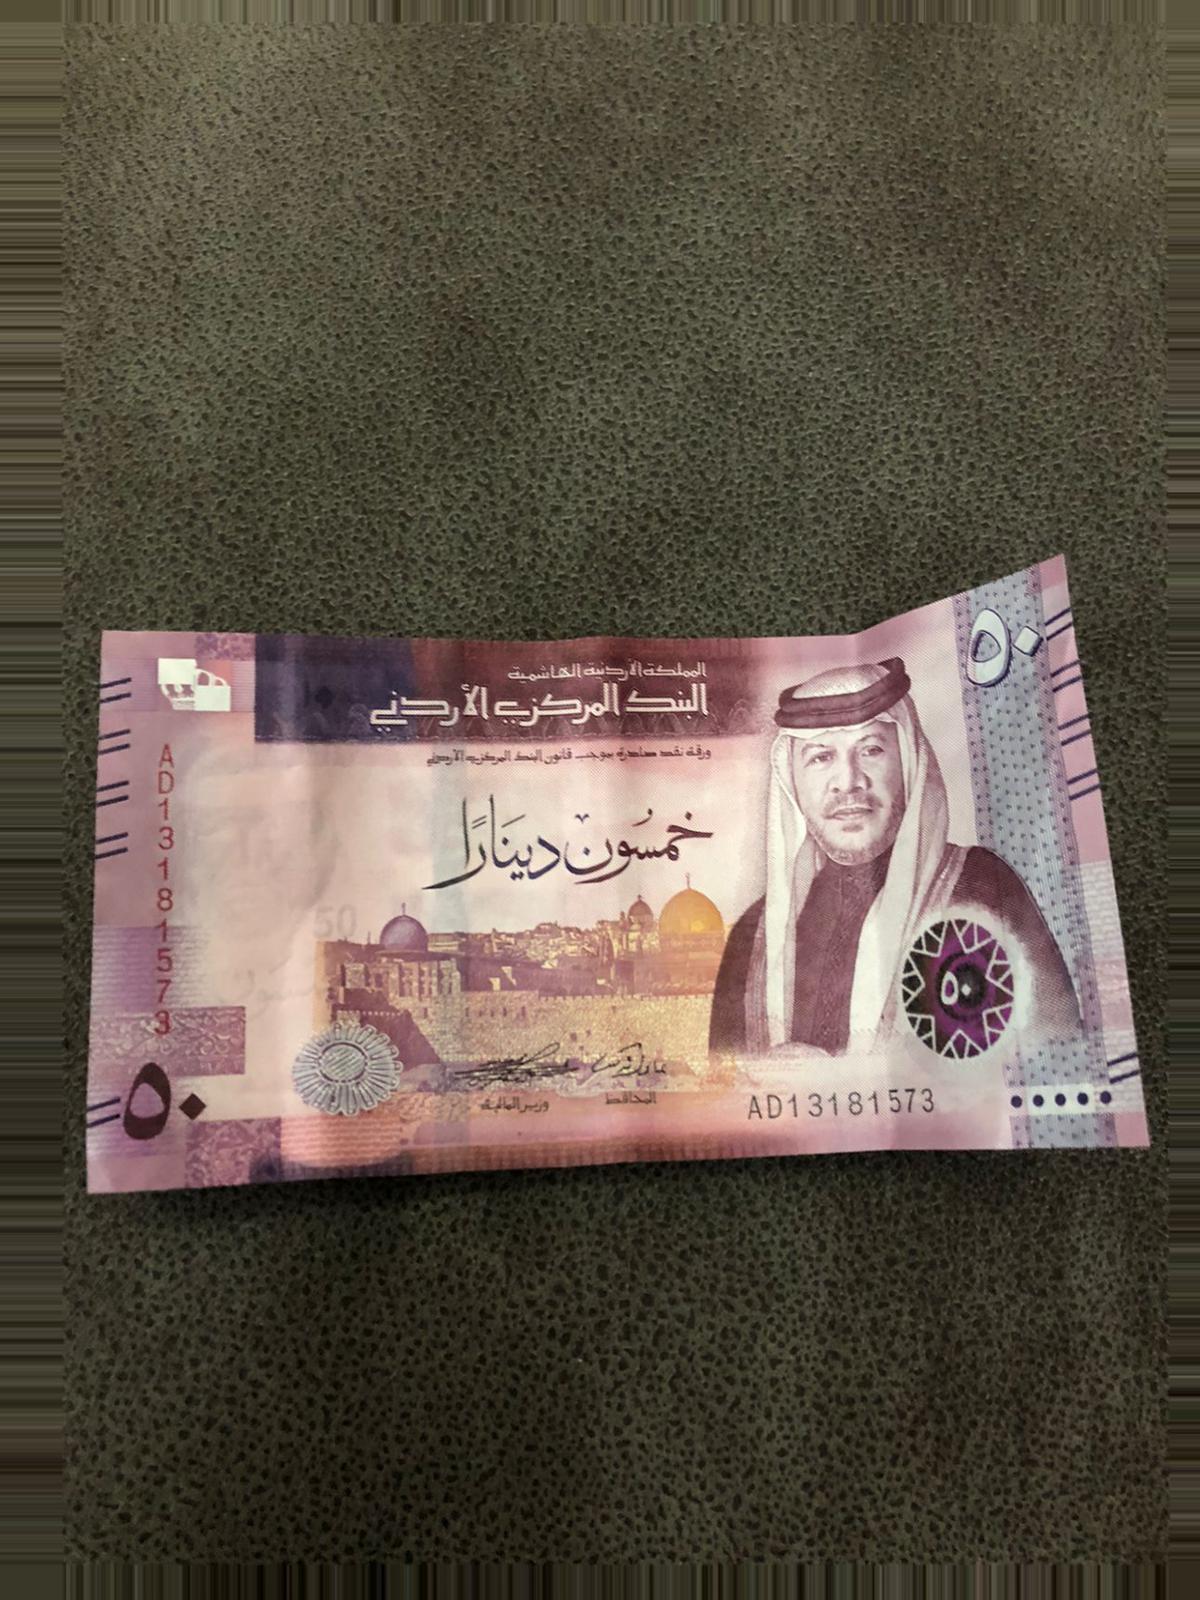 المملكة الأردنية الهاشمية
البنك المركزي الأردني
ورقة نقد صادرة بموجب قانون البنك المركزي الأردني
خمسون دينارًا
٥٠
AD13181573
50
٥٠
٥٠
المحافظ
وزير المالية
AD13181573
٥٠